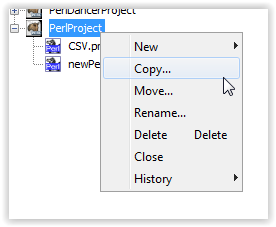 PerlDancerProject
PerlProject
CSV.pr
newPe
New
Copy...
Move...
Rename...
Delete Delete
Close
History